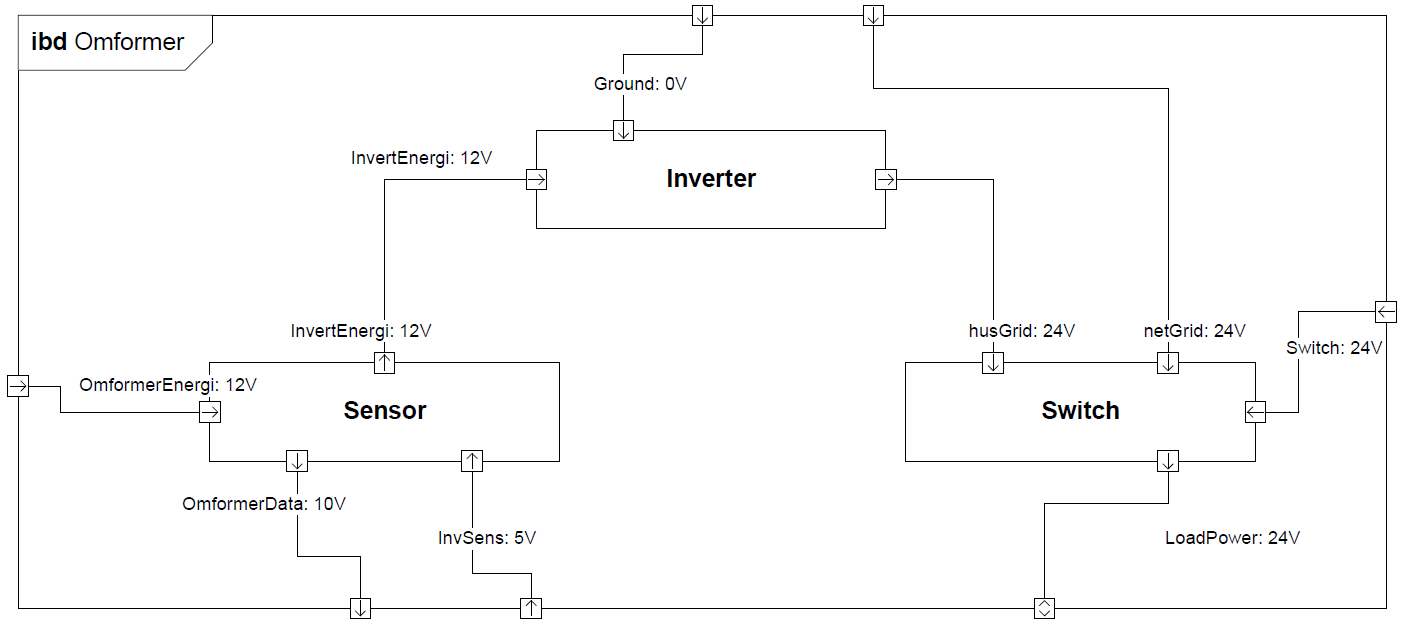 ibd Omformer
Ground: 0V
InvertEnergi: 12V
Inverter
InvertEnergi: 12V
husGrid: 24V
netGrid: 24V
Switch: 24V
OmformerEnergi: 12V
Sensor
Switch
OmformerData: 10V
InvSens: 5V
LoadPower: 24V